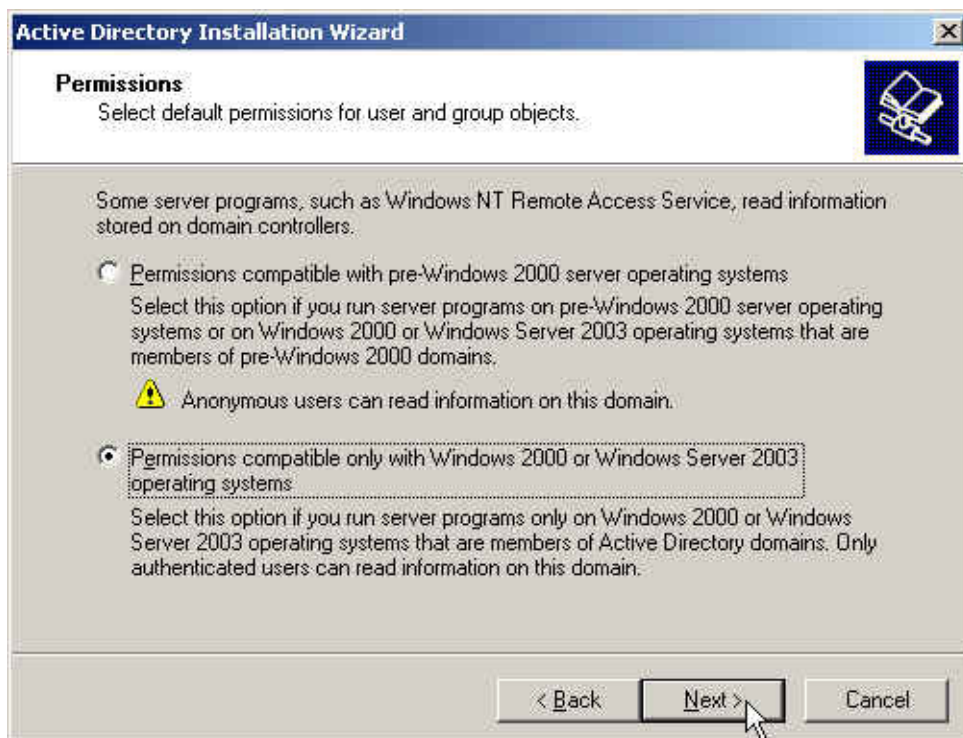 Active Directory Installation Wizard
Permissions
Select default permissions for user and group objects.
Some server programs, such as Windows NT Remote Access Service, read information
stored on domain controllers.
Permissions compatible with pre-Windows 2000 server operating systems
Select this option if you run server programs on pre-Windows 2000 server operating
systems or on Windows 2000 or Windows Server 2003 operating systems that are
members of pre-Windows 2000 domains.
Anonymous users can read information on this domain.
Permissions compatible only with Windows 2000 or Windows Server 2003
operating systems
Select this option if you run server programs only on Windows 2000 or Windows
Server 2003 operating systems that are members of Active Directory domains. Only
authenticated users can read information on this domain.
< Back
Next >
Cancel